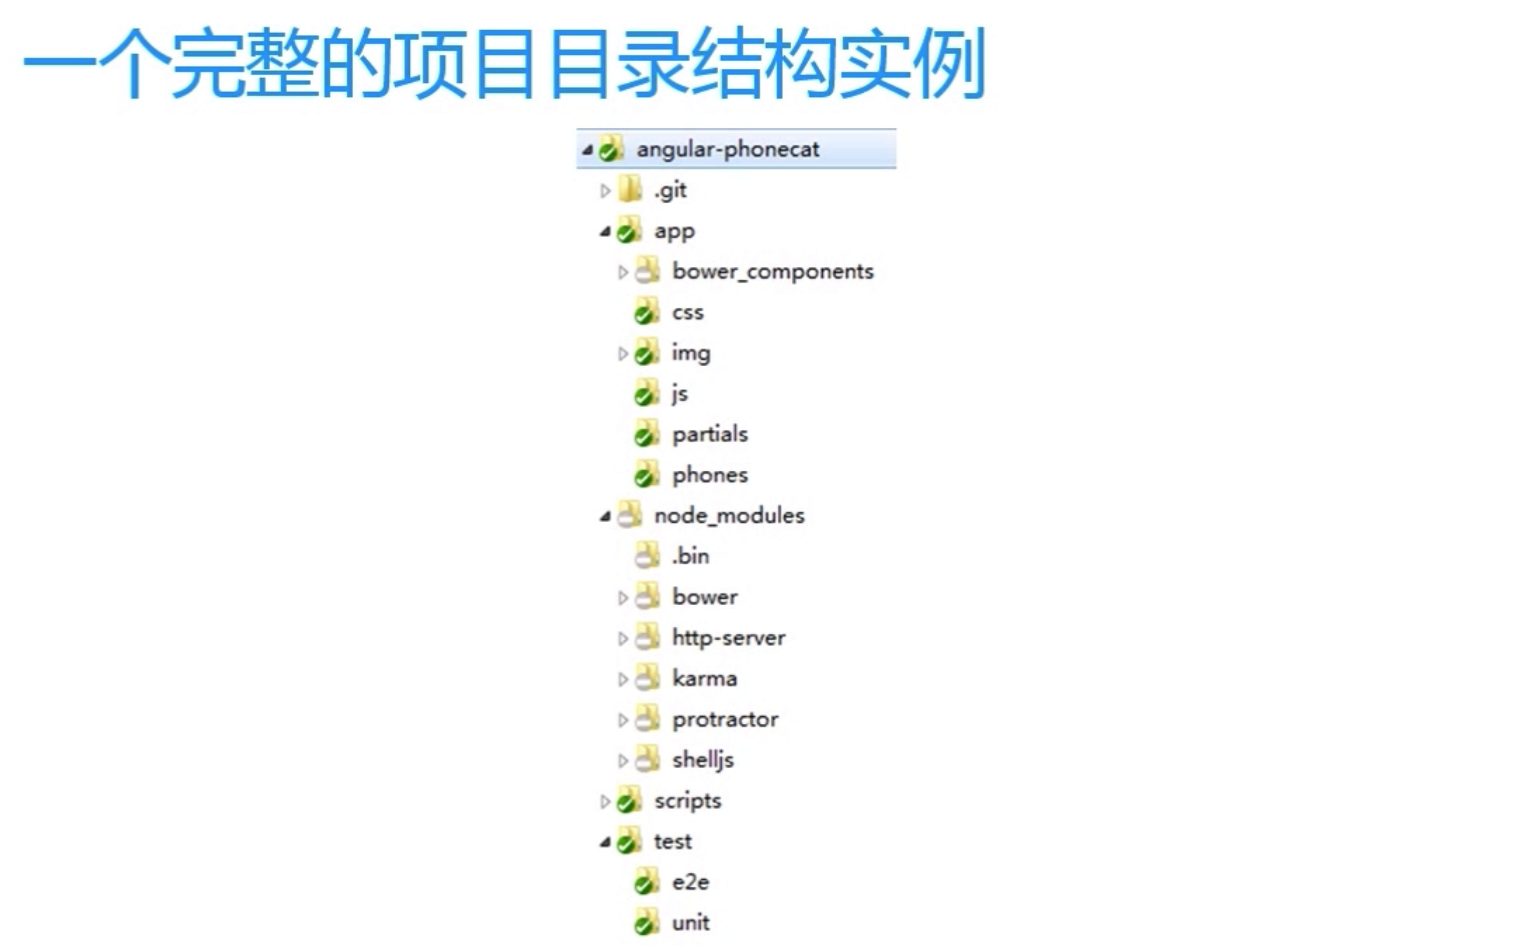 一个完整的项目目录结构实例
angular-phonecat
.git
app
bower_components
css
img
js
partials
phones
node_modules
.bin
bower
http-server
karma
protractor
shelljs
scripts
test
e2e
unit